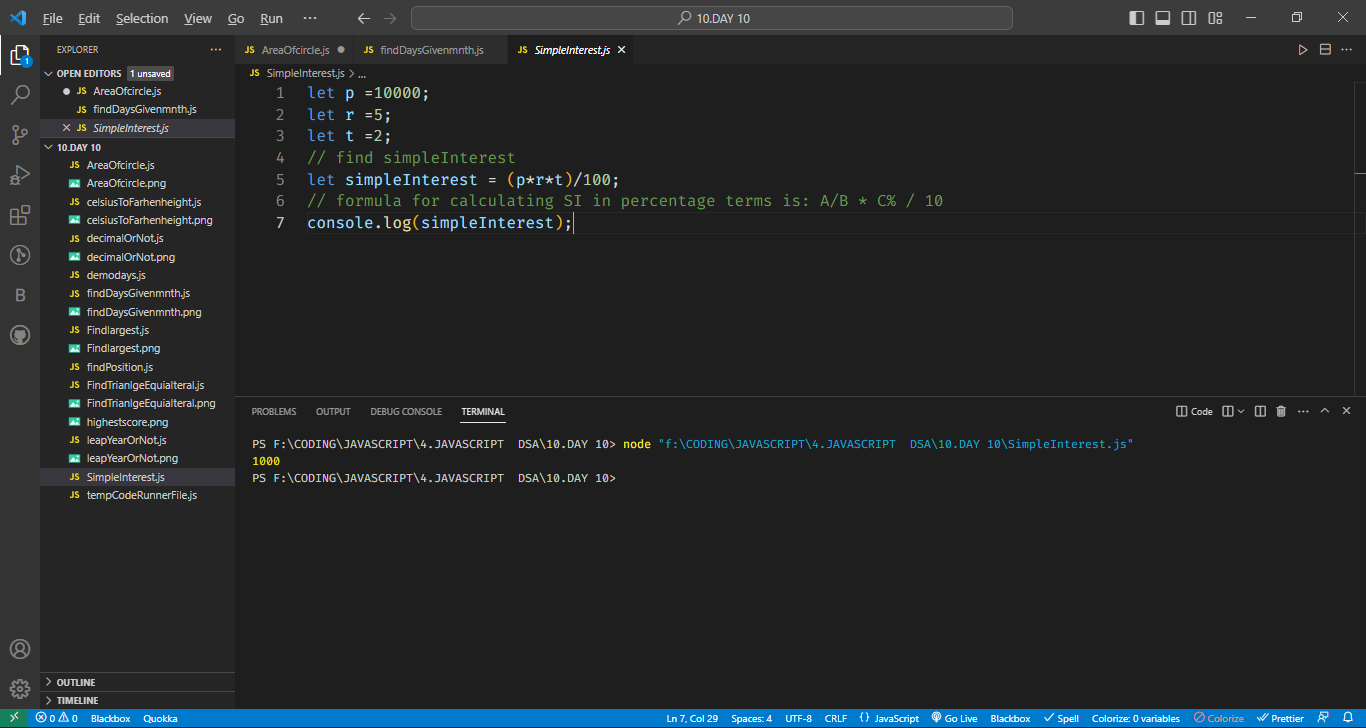 File Edit Selection View Go Run ··· 10.DAY 10
EXPLORER ···
OPEN EDITORS 1 unsaved
JS AreaOfcircle.js
JS findDaysGivenmnth.js
JS SimpleInterest.js
10.DAY 10
JS AreaOfcircle.js
AreaOfcircle.png
JS celsiusToFarhenheight.js
celsiusToFarhenheight.png
JS decimalOrNot.js
decimalOrNot.png
JS demodays.js
JS findDaysGivenmnth.js
findDaysGivenmnth.png
JS Findlargest.js
Findlargest.png
JS findPosition.js
JS FindTrianlgeEquialteral.js
FindTrianlgeEquialteral.png
highestscore.png
JS leapYearOrNot.js
leapYearOrNot.png
JS SimpleInterest.js
JS tempCodeRunnerFile.js
OUTLINE
TIMELINE
1
B
JS AreaOfcircle.js JS findDaysGivenmnth.js JS SimpleInterest.js
JS SimpleInterest.js > ...
1 let p =10000;
2 let r =5;
3 let t =2;
4 // find simpleInterest
5 let simpleInterest = (p*r*t)/100;
6 // formula for calculating SI in percentage terms is: A/B * C% / 10
7 console.log(simpleInterest);
PROBLEMS OUTPUT DEBUG CONSOLE TERMINAL Code
PS F:\CODING\JAVASCRIPT\4.JAVASCRIPT  DSA\10.DAY 10> node "f:\CODING\JAVASCRIPT\4.JAVASCRIPT  DSA\10.DAY 10\SimpleInterest.js"
1000
PS F:\CODING\JAVASCRIPT\4.JAVASCRIPT  DSA\10.DAY 10>
0 0 Blackbox Quokka Ln 7, Col 29 Spaces: 4 UTF-8 CRLF {} JavaScript Go Live Blackbox Spell Colorize: 0 variables Colorize Prettier